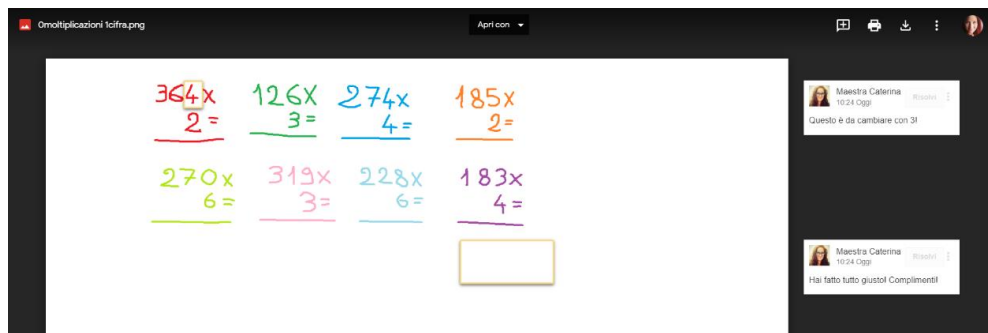 0moltiplicazioni 1cifra.png
Apri con
364x 126x 274x 185x
2= 3= 4= 2=
270x 319x 228x 183x
6= 3= 6= 4=
Maestra Caterina
10:24 Oggi
Risolvi
Questo è da cambiare con 3!
Maestra Caterina
10:24 Oggi
Risolvi
Hai fatto tutto giusto! Complimenti!